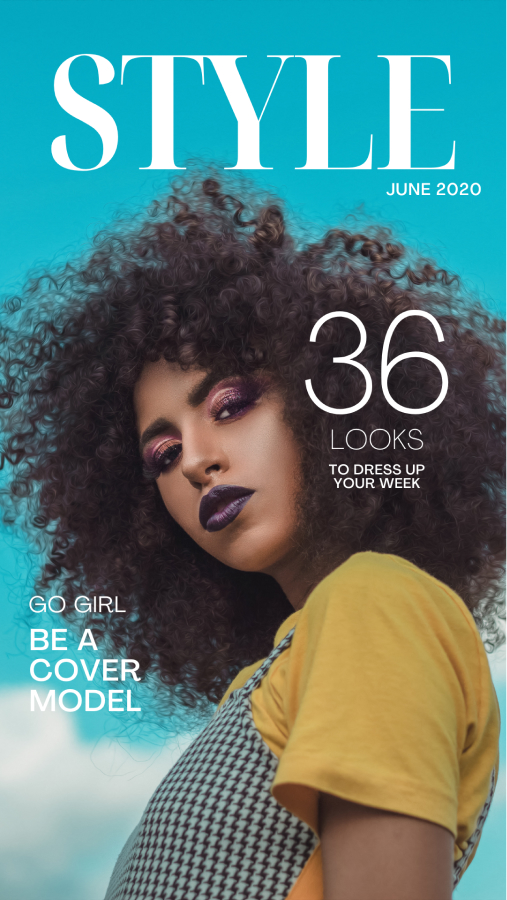 STYLE
JUNE 2020
36
LOOKS
TO DRESS UP
YOUR WEEK
GO GIRL
BE A
COVER
MODEL